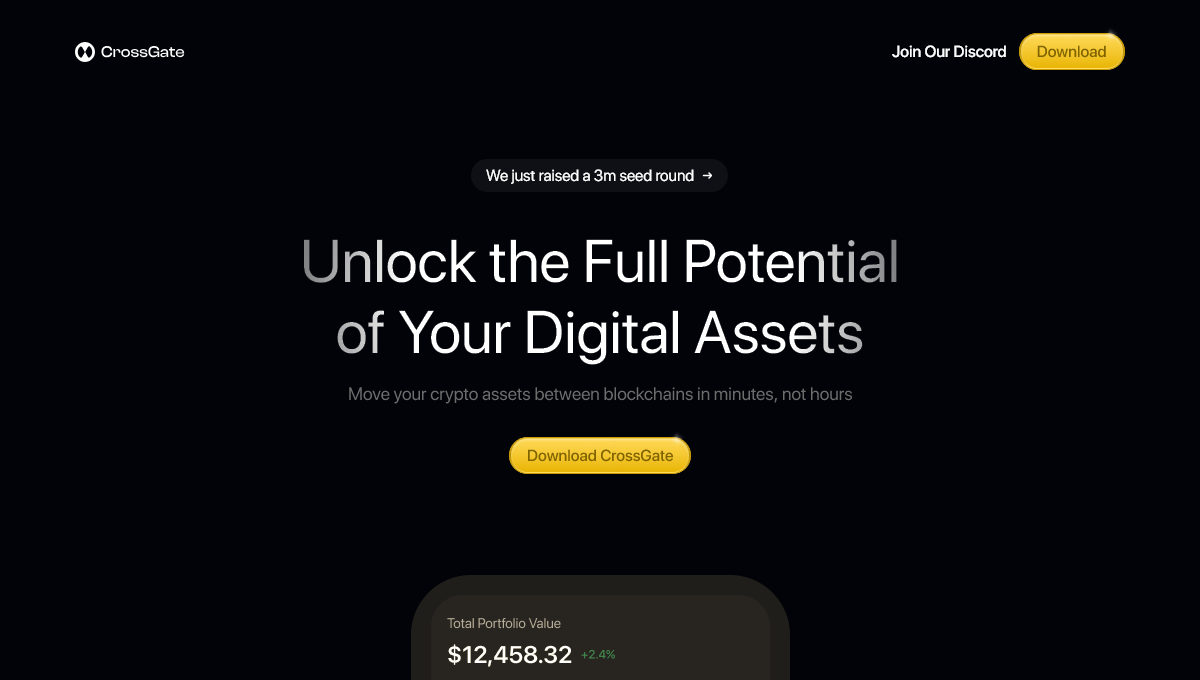 CrossGate
Join Our Discord
Download
We just raised a 3m seed round →
Unlock the Full Potential
of Your Digital Assets
Move your crypto assets between blockchains in minutes, not hours
Download CrossGate
Total Portfolio Value
$12,458.32 +2.4%